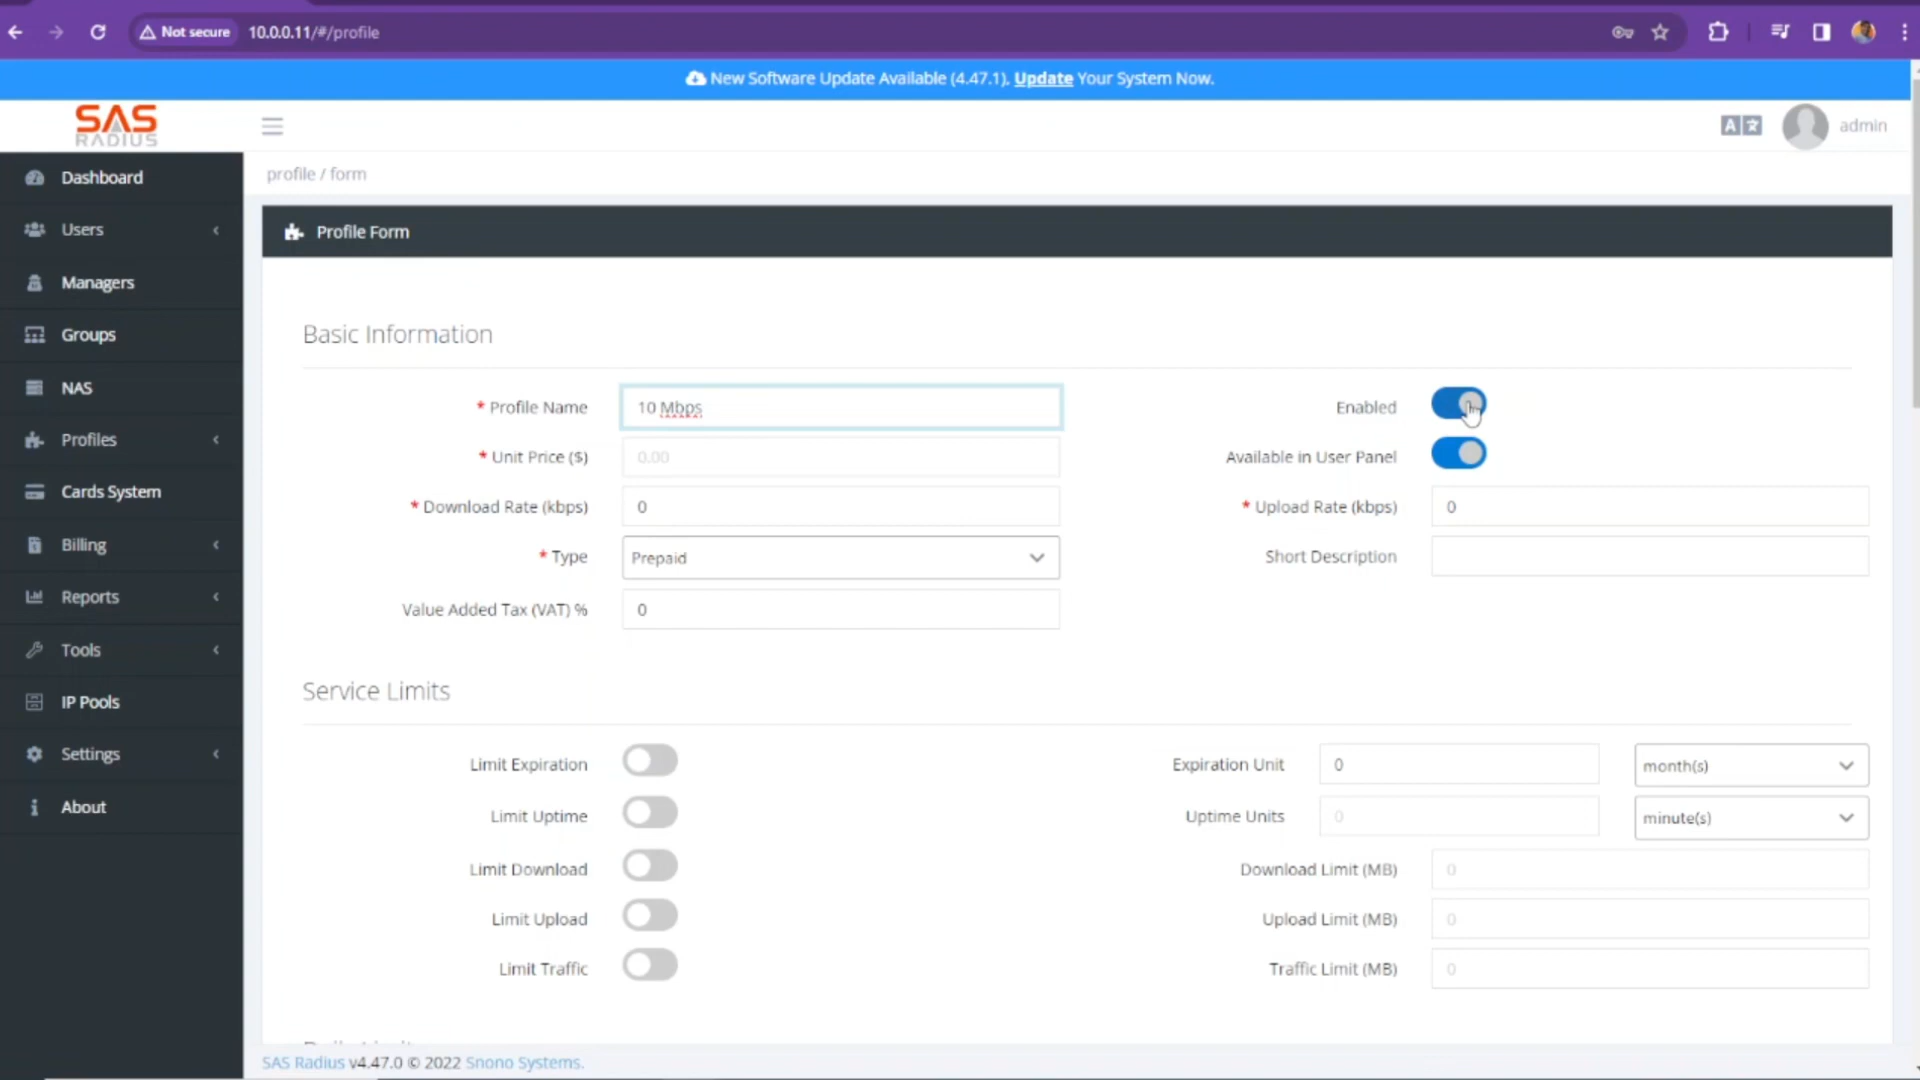 Not secure 10.0.0.11/#/profile
New Software Update Available (4.47.1), Update Your System Now.
SAS
RADIUS
admin
Dashboard
Users
Managers
Groups
NAS
Profiles
Cards System
Billing
Reports
Tools
IP Pools
Settings
About
profile / form
Profile Form
Basic Information
* Profile Name 10 Mbps Enabled
* Unit Price ($) 0.00 Available in User Panel
* Download Rate (kbps) 0 * Upload Rate (kbps) 0
* Type Prepaid Short Description
Value Added Tax (VAT) % 0
Service Limits
Limit Expiration Expiration Unit 0 month(s)
Limit Uptime Uptime Units 0 minute(s)
Limit Download Download Limit (MB) 0
Limit Upload Upload Limit (MB) 0
Limit Traffic Traffic Limit (MB) 0
SAS Radius v4.47.0 © 2022 Snono Systems.